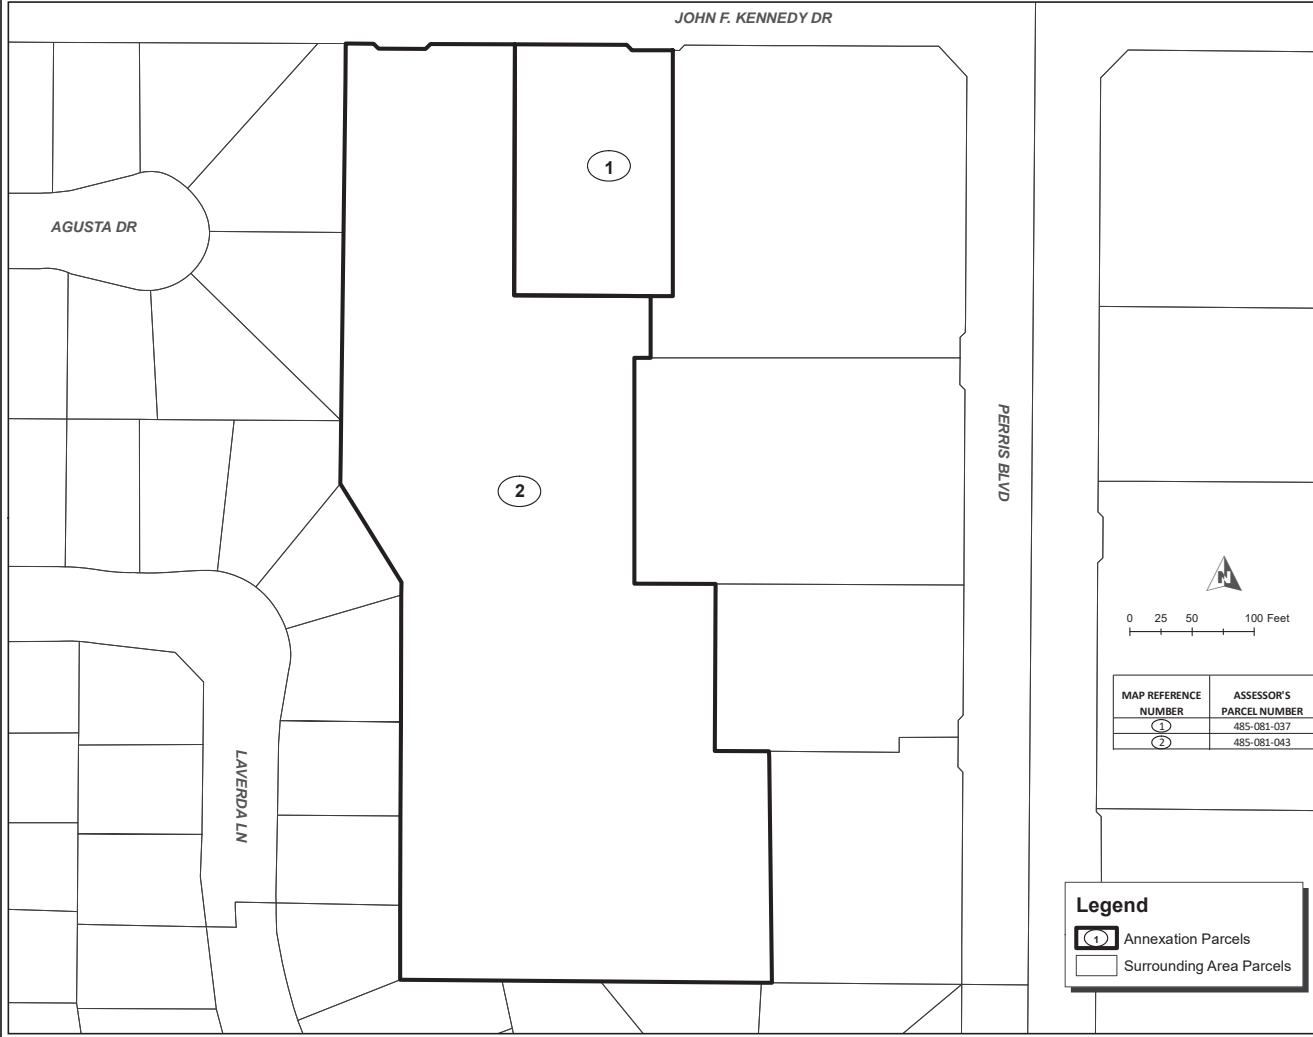 JOHN F. KENNEDY DR
1
AGUSTA DR
PERRIS BLVD
2
N
0 25 50 100 Feet
MAP REFERENCE NUMBER
ASSESSOR'S PARCEL NUMBER
1 485-081-037
2 485-081-043
LAVERDA LN
Legend
1 Annexation Parcels
Surrounding Area Parcels